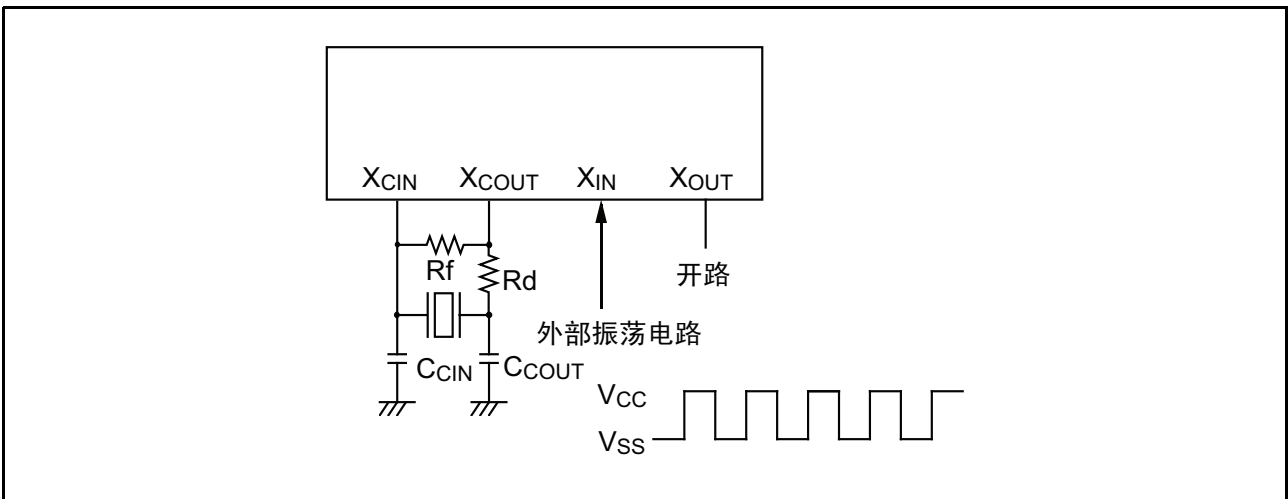 XCIN XCOUT XIN XOUT
Rf
Rd
开路
外部振荡电路
CCIN CCOUT
VCC
VSS